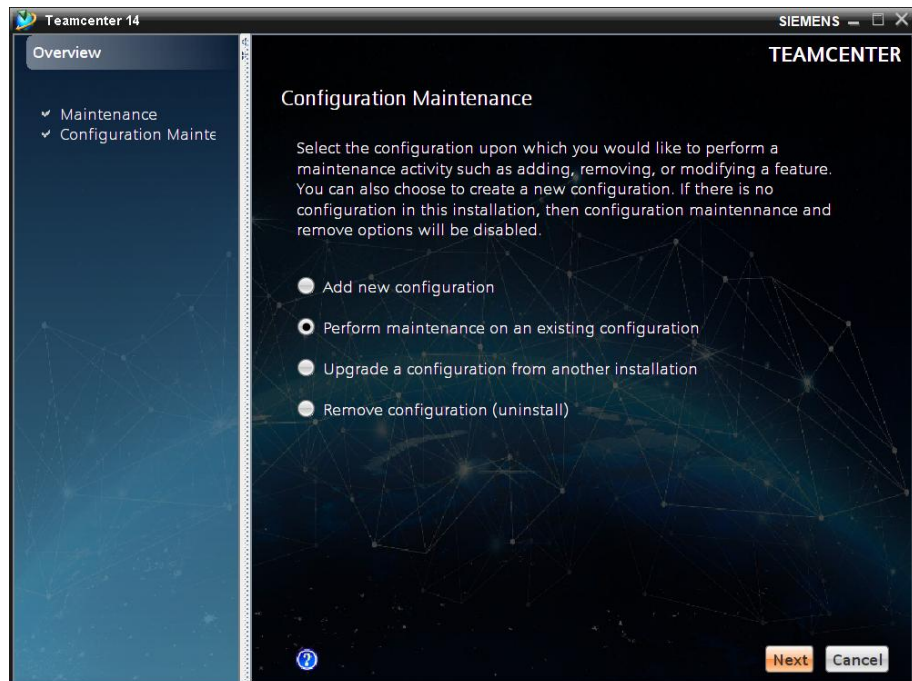 Teamcenter 14
SIEMENS
Overview
TEAMCENTER
Maintenance
Configuration Mainte
Configuration Maintenance
Select the configuration upon which you would like to perform a
maintenance activity such as adding, removing, or modifying a feature.
You can also choose to create a new configuration. If there is no
configuration in this installation, then configuration maintennance and
remove options will be disabled.
Add new configuration
Perform maintenance on an existing configuration
Upgrade a configuration from another installation
Remove configuration (uninstall)
?
Next
Cancel